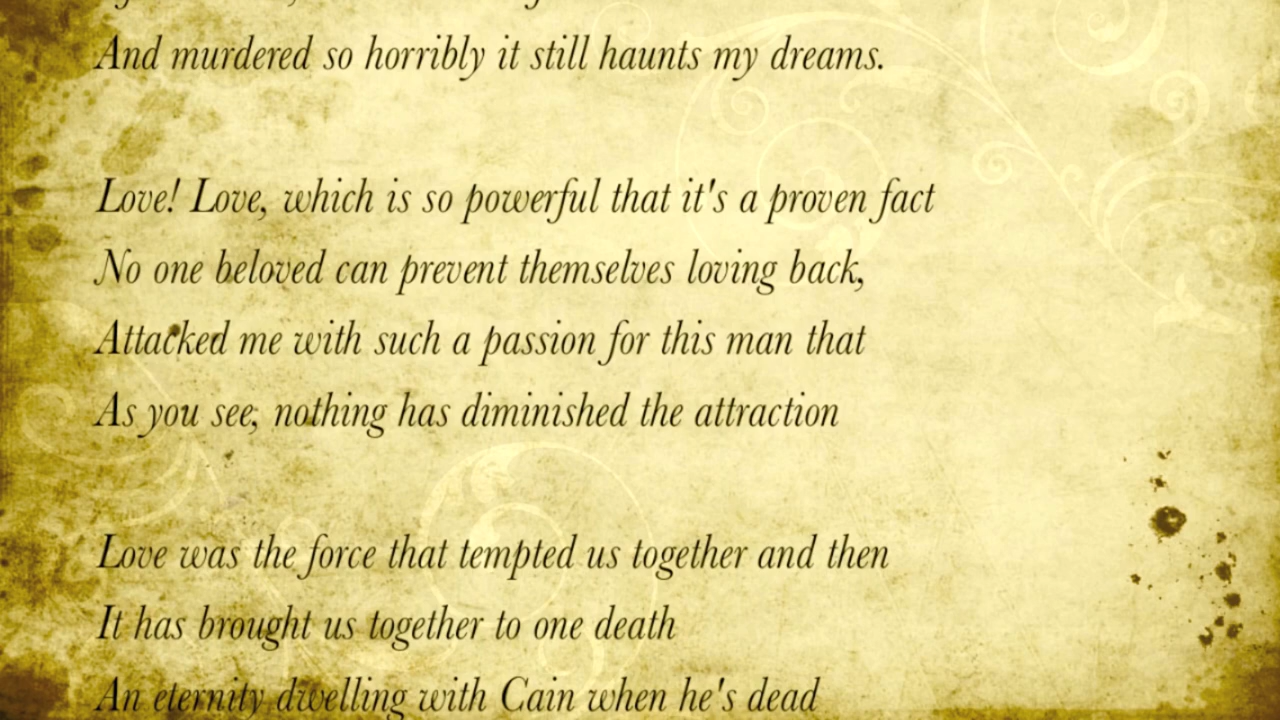 And murdered so horribly it still haunts my dreams.
Love! Love, which is so powerful that it's a proven fact
No one beloved can prevent themselves loving back,
Attacked me with such a passion for this man that
As you see, nothing has diminished the attraction
Love was the force that tempted us together and then
It has brought us together to one death
An eternity dwelling with Cain when he's dead